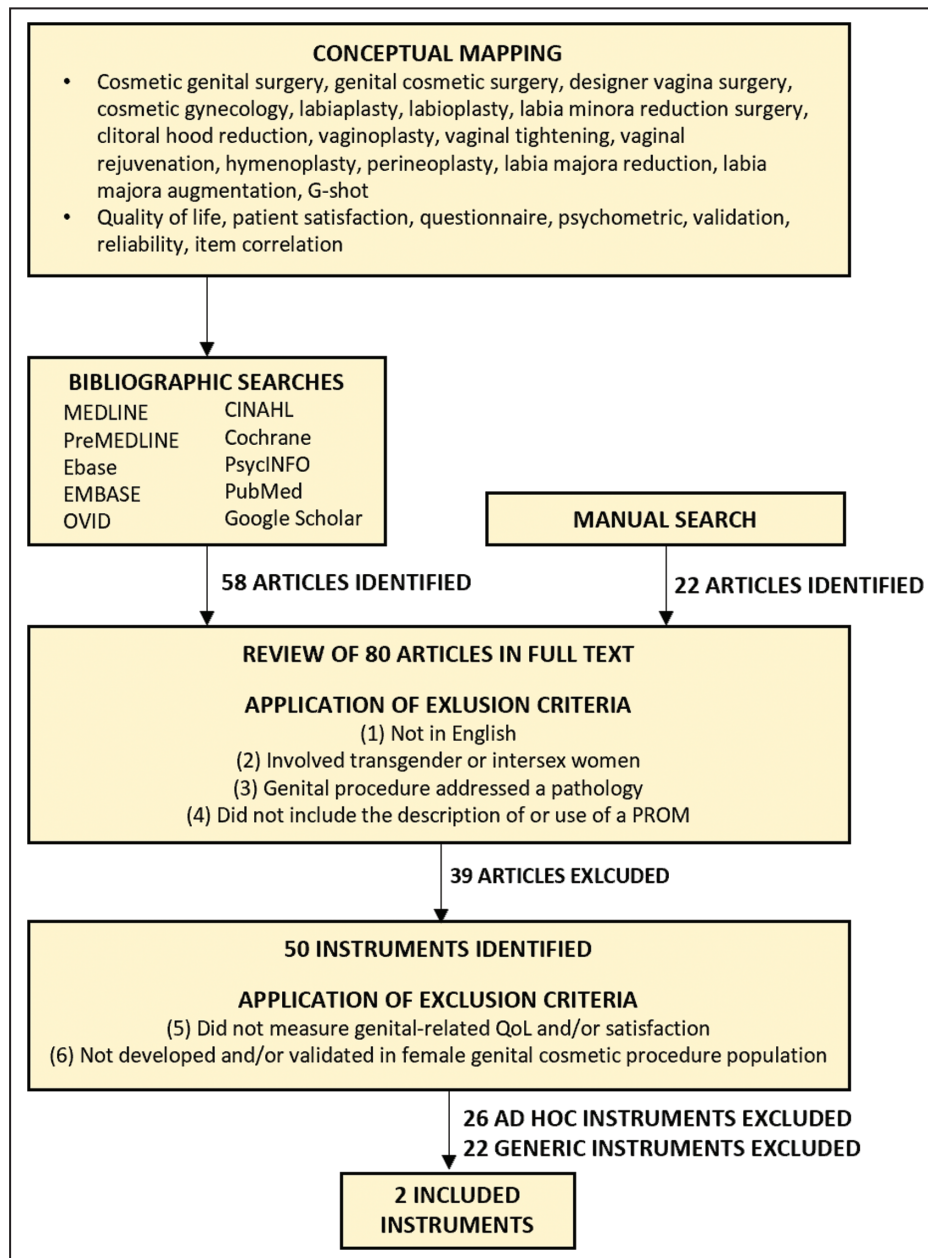 CONCEPTUAL MAPPING
• Cosmetic genital surgery, genital cosmetic surgery, designer vagina surgery,
cosmetic gynecology, labiaplasty, labioplasty, labia minora reduction surgery,
clitoral hood reduction, vaginoplasty, vaginal tightening, vaginal
rejuvenation, hymenoplasty, perineoplasty, labia majora reduction, labia
majora augmentation, G-shot
• Quality of life, patient satisfaction, questionnaire, psychometric, validation,
reliability, item correlation
BIBLIOGRAPHIC SEARCHES
MEDLINE
PreMEDLINE
Ebase
EMBASE
OVID
CINAHL
Cochrane
PsycINFO
PubMed
Google Scholar
MANUAL SEARCH
58 ARTICLES IDENTIFIED
22 ARTICLES IDENTIFIED
REVIEW OF 80 ARTICLES IN FULL TEXT
APPLICATION OF EXLUSION CRITERIA
(1) Not in English
(2) Involved transgender or intersex women
(3) Genital procedure addressed a pathology
(4) Did not include the description of or use of a PROM
39 ARTICLES EXLCUDED
50 INSTRUMENTS IDENTIFIED
APPLICATION OF EXCLUSION CRITERIA
(5) Did not measure genital-related QoL and/or satisfaction
(6) Not developed and/or validated in female genital cosmetic procedure population
26 AD HOC INSTRUMENTS EXCLUDED
22 GENERIC INSTRUMENTS EXCLUDED
2 INCLUDED
INSTRUMENTS